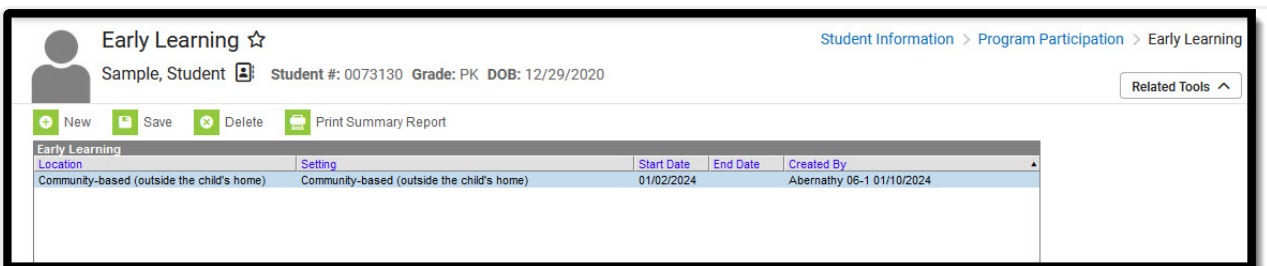 Early Learning ☆
Student Information > Program Participation > Early Learning
Sample, Student Student #: 0073130 Grade: PK DOB: 12/29/2020
Related Tools
New Save Delete Print Summary Report
Early Learning
Location Setting Start Date End Date Created By
Community-based (outside the child's home) Community-based (outside the child's home) 01/02/2024 Abernathy 06-1 01/10/2024